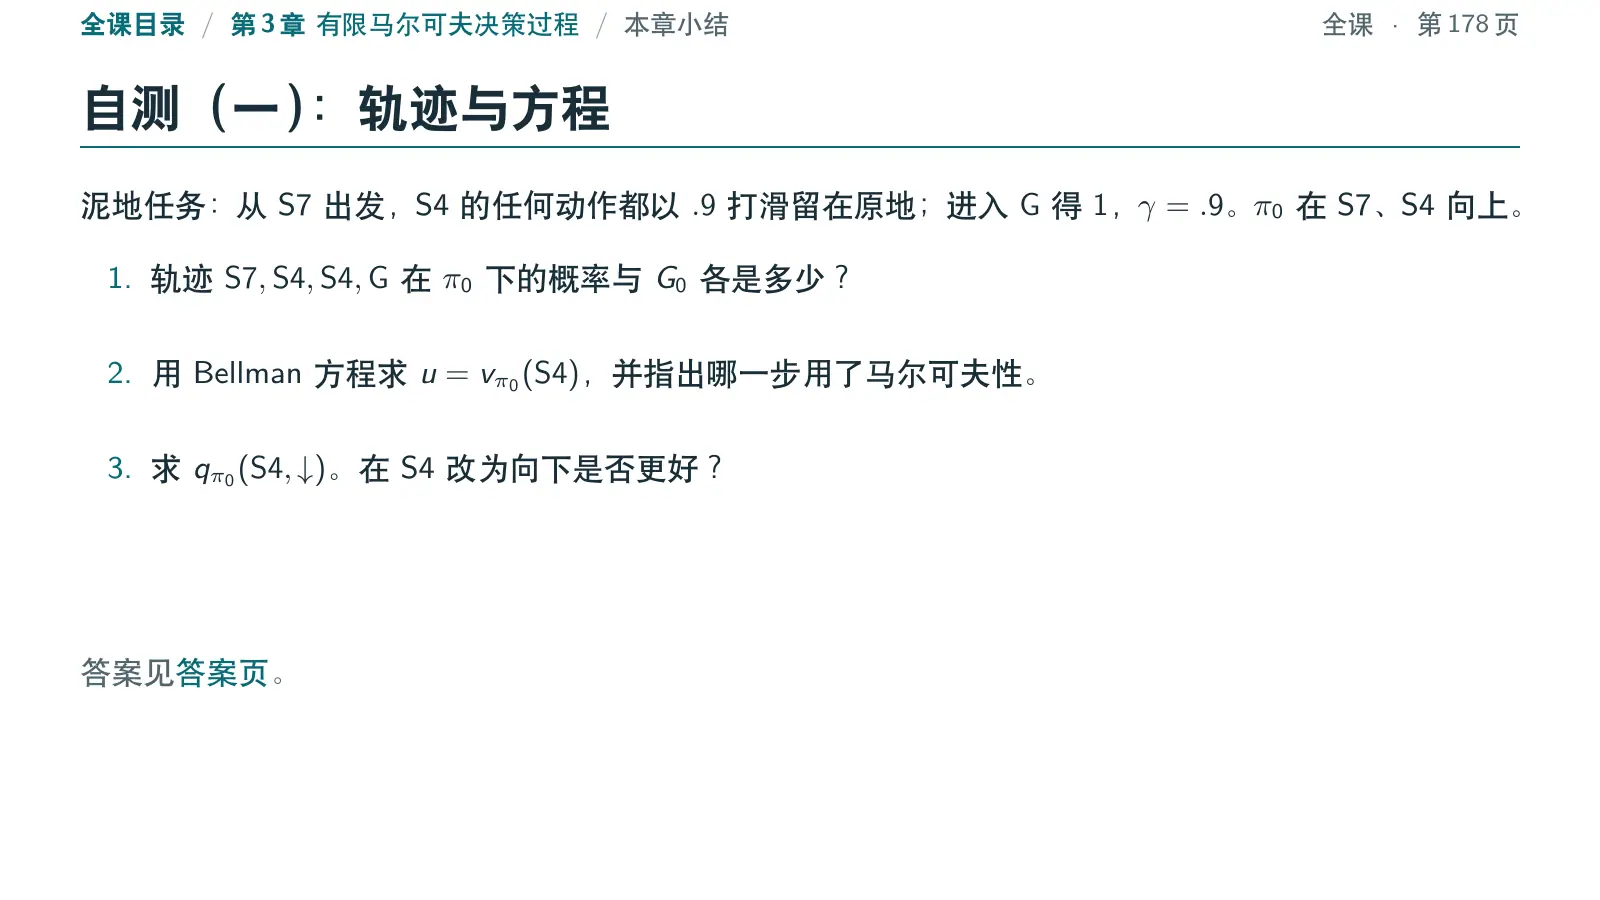 全课目录 / 第 3 章 有限马尔可夫决策过程 / 本章小结
全课 · 第 178 页
自测（一）：轨迹与方程
泥地任务：从 S7 出发，S4 的任何动作都以 .9 打滑留在原地；进入 G 得 1，γ = .9。π₀ 在 S7、S4 向上。
1. 轨迹 S7, S4, S4, G 在 π₀ 下的概率与 G₀ 各是多少？
2. 用 Bellman 方程求 u = v_{π₀}(S4)，并指出哪一步用了马尔可夫性。
3. 求 q_{π₀}(S4, ↓)。在 S4 改为向下是否更好？
答案见答案页。